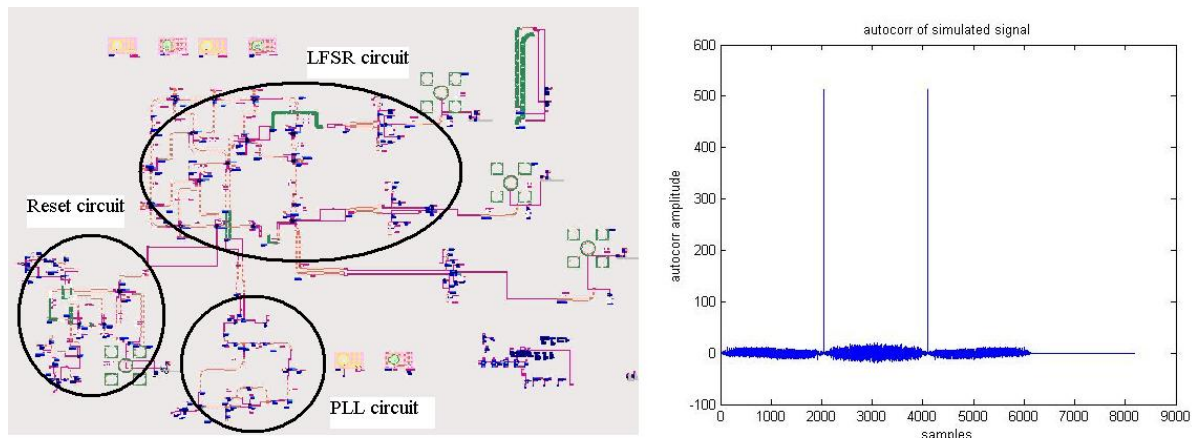 LFSR circuit
Reset circuit
PLL circuit
autocorr of simulated signal
autocorr amplitude
600
500
400
300
200
100
0
-100
0 1000 2000 3000 4000 5000 6000 7000 8000 9000
samples